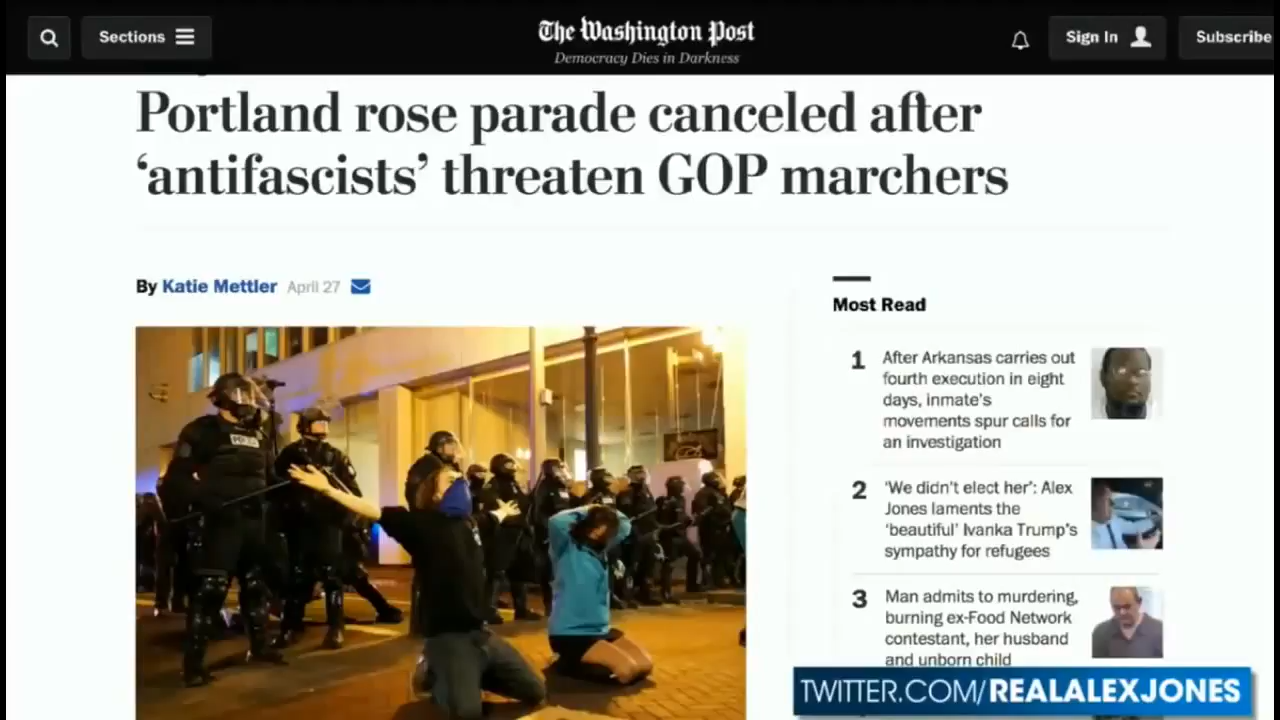 Sections
The Washington Post
Democracy Dies in Darkness
Sign In
Subscribe
Portland rose parade canceled after
‘antifascists’ threaten GOP marchers
By Katie Mettler April 27
POLICE
Most Read
1 After Arkansas carries out
fourth execution in eight
days, inmate's
movements spur calls for
an investigation
2 ‘We didn't elect her’: Alex
Jones laments the
‘beautiful’ Ivanka Trump's
sympathy for refugees
3 Man admits to murdering,
burning ex-Food Network
contestant, her husband
and unborn child
TWITTER.COM/REALALEXJONES